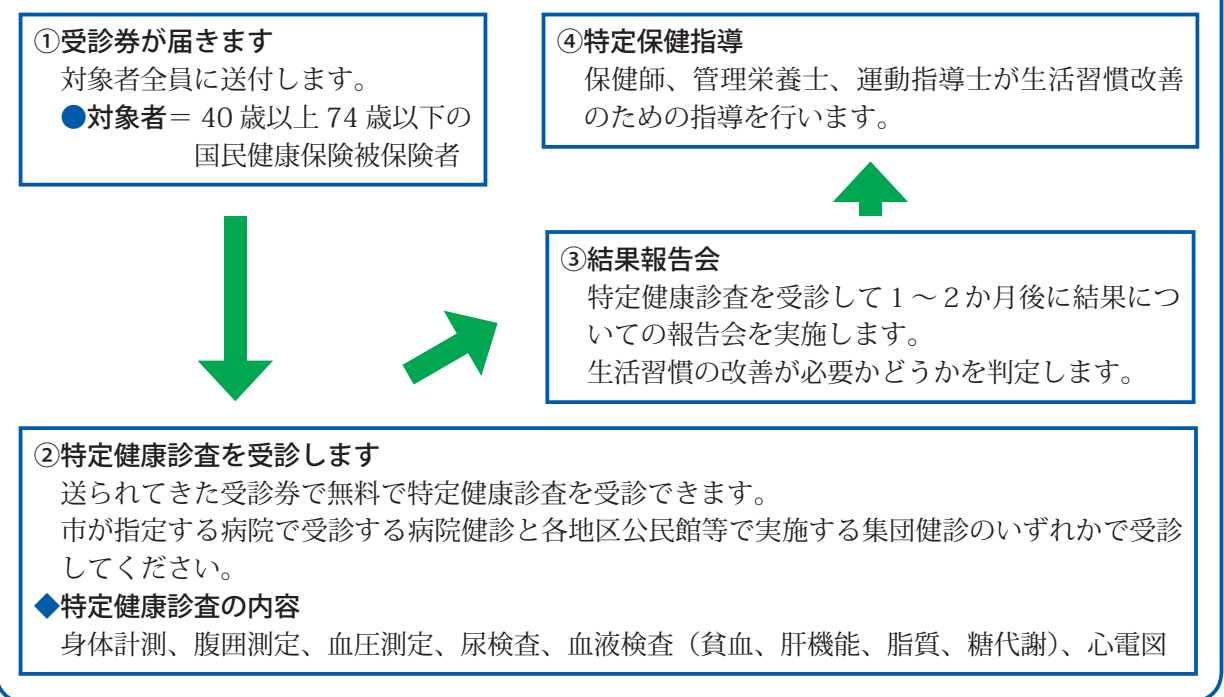 ①受診券が届きます
対象者全員に送付します。
●対象者＝ 40 歳以上 74 歳以下の
国民健康保険被保険者
②特定健康診査を受診します
送られてきた受診券で無料で特定健康診査を受診できます。
市が指定する病院で受診する病院健診と各地区公民館等で実施する集団健診のいずれかで受診
してください。
◆特定健康診査の内容
身体計測、腹囲測定、血圧測定、尿検査、血液検査（貧血、肝機能、脂質、糖代謝）、心電図
③結果報告会
特定健康診査を受診して１～２か月後に結果につ
いての報告会を実施します。
生活習慣の改善が必要かどうかを判定します。
④特定保健指導
保健師、管理栄養士、運動指導士が生活習慣改善
のための指導を行います。